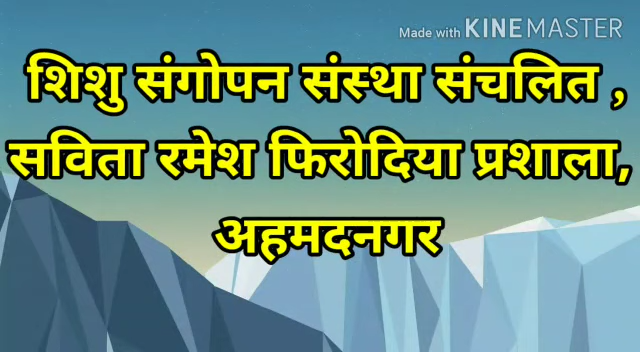 Made with KINEMASTER
शिशु संगोपन संस्था संचलित ,
सविता रमेश फिरोदिया प्रशाला,
अहमदनगर